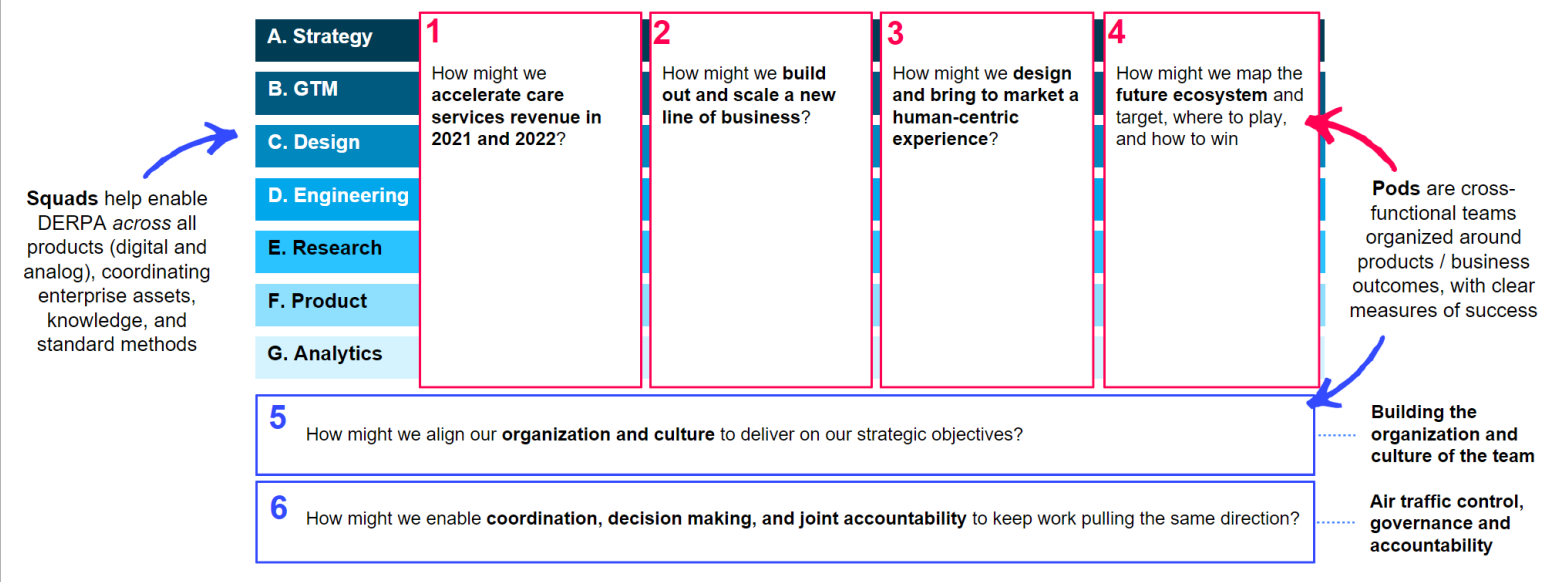 A. Strategy
B. GTM
C. Design
D. Engineering
E. Research
F. Product
G. Analytics
1
How might we
accelerate care
services revenue in
2021 and 2022?
2
How might we build
out and scale a new
line of business?
3
How might we design
and bring to market a
human-centric
experience?
4
How might we map the
future ecosystem and
target, where to play,
and how to win
Squads help enable
DERPA across all
products (digital and
analog), coordinating
enterprise assets,
knowledge, and
standard methods
Pods are cross-
functional teams
organized around
products / business
outcomes, with clear
measures of success
5
How might we align our organization and culture to deliver on our strategic objectives?
Building the
organization and
culture of the team
6
How might we enable coordination, decision making, and joint accountability to keep work pulling the same direction?
Air traffic control,
governance and
accountability